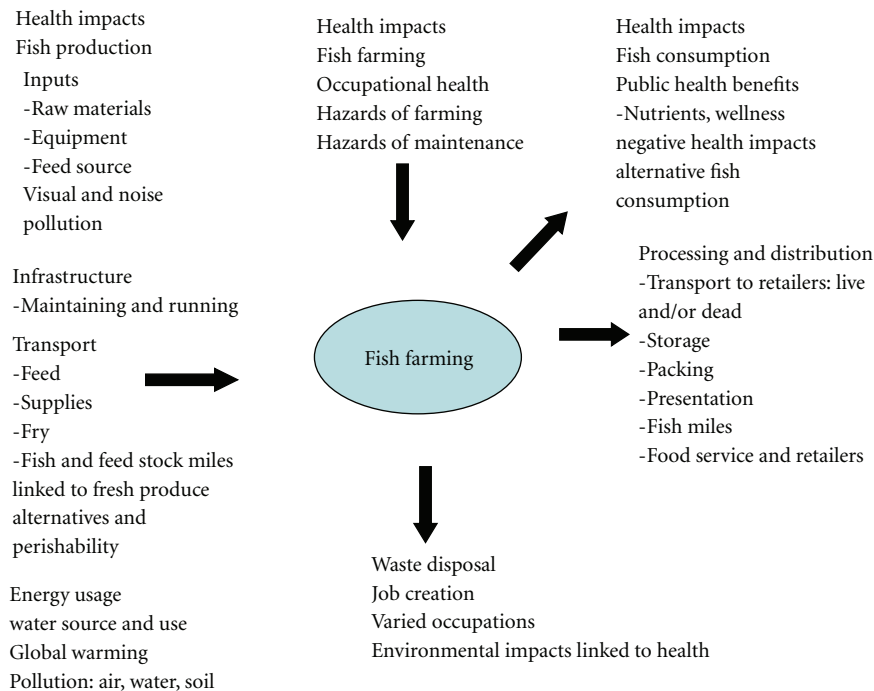 Health impacts
Fish production
Inputs
-Raw materials
-Equipment
-Feed source
Visual and noise
pollution
Infrastructure
-Maintaining and running
Transport
-Feed
-Supplies
-Fry
-Fish and feed stock miles
linked to fresh produce
alternatives and
perishability
Energy usage
water source and use
Global warming
Pollution: air, water, soil
Health impacts
Fish farming
Occupational health
Hazards of farming
Hazards of maintenance
Fish farming
Waste disposal
Job creation
Varied occupations
Environmental impacts linked to health
Health impacts
Fish consumption
Public health benefits
-Nutrients, wellness
negative health impacts
alternative fish
consumption
Processing and distribution
-Transport to retailers: live
and/or dead
-Storage
-Packing
-Presentation
-Fish miles
-Food service and retailers